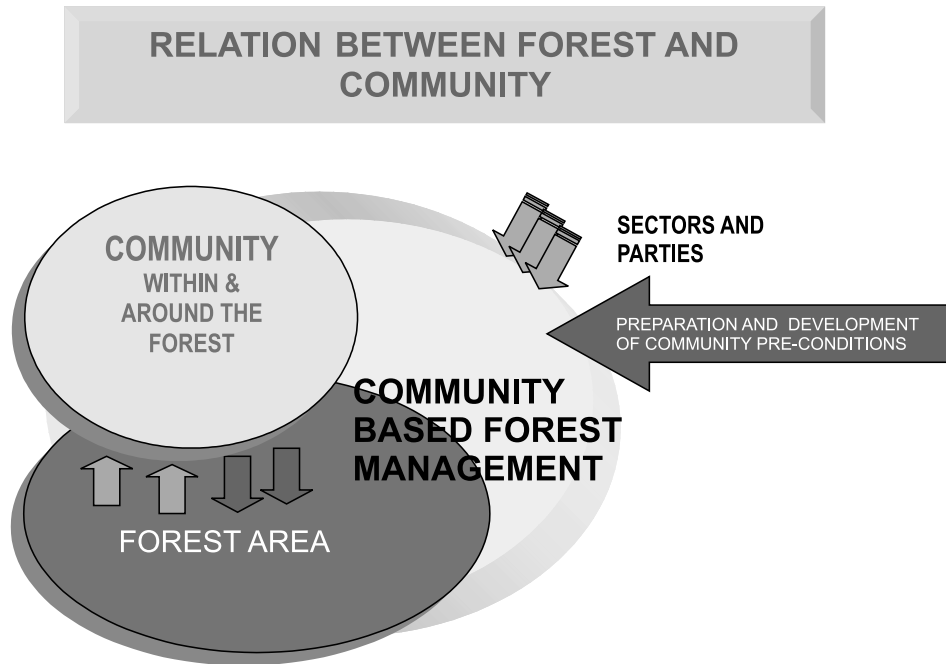 RELATION BETWEEN FOREST AND
COMMUNITY
COMMUNITY
WITHIN &
AROUND THE
FOREST
SECTORS AND
PARTIES
PREPARATION AND DEVELOPMENT
OF COMMUNITY PRE-CONDITIONS
COMMUNITY
BASED FOREST
MANAGEMENT
FOREST AREA